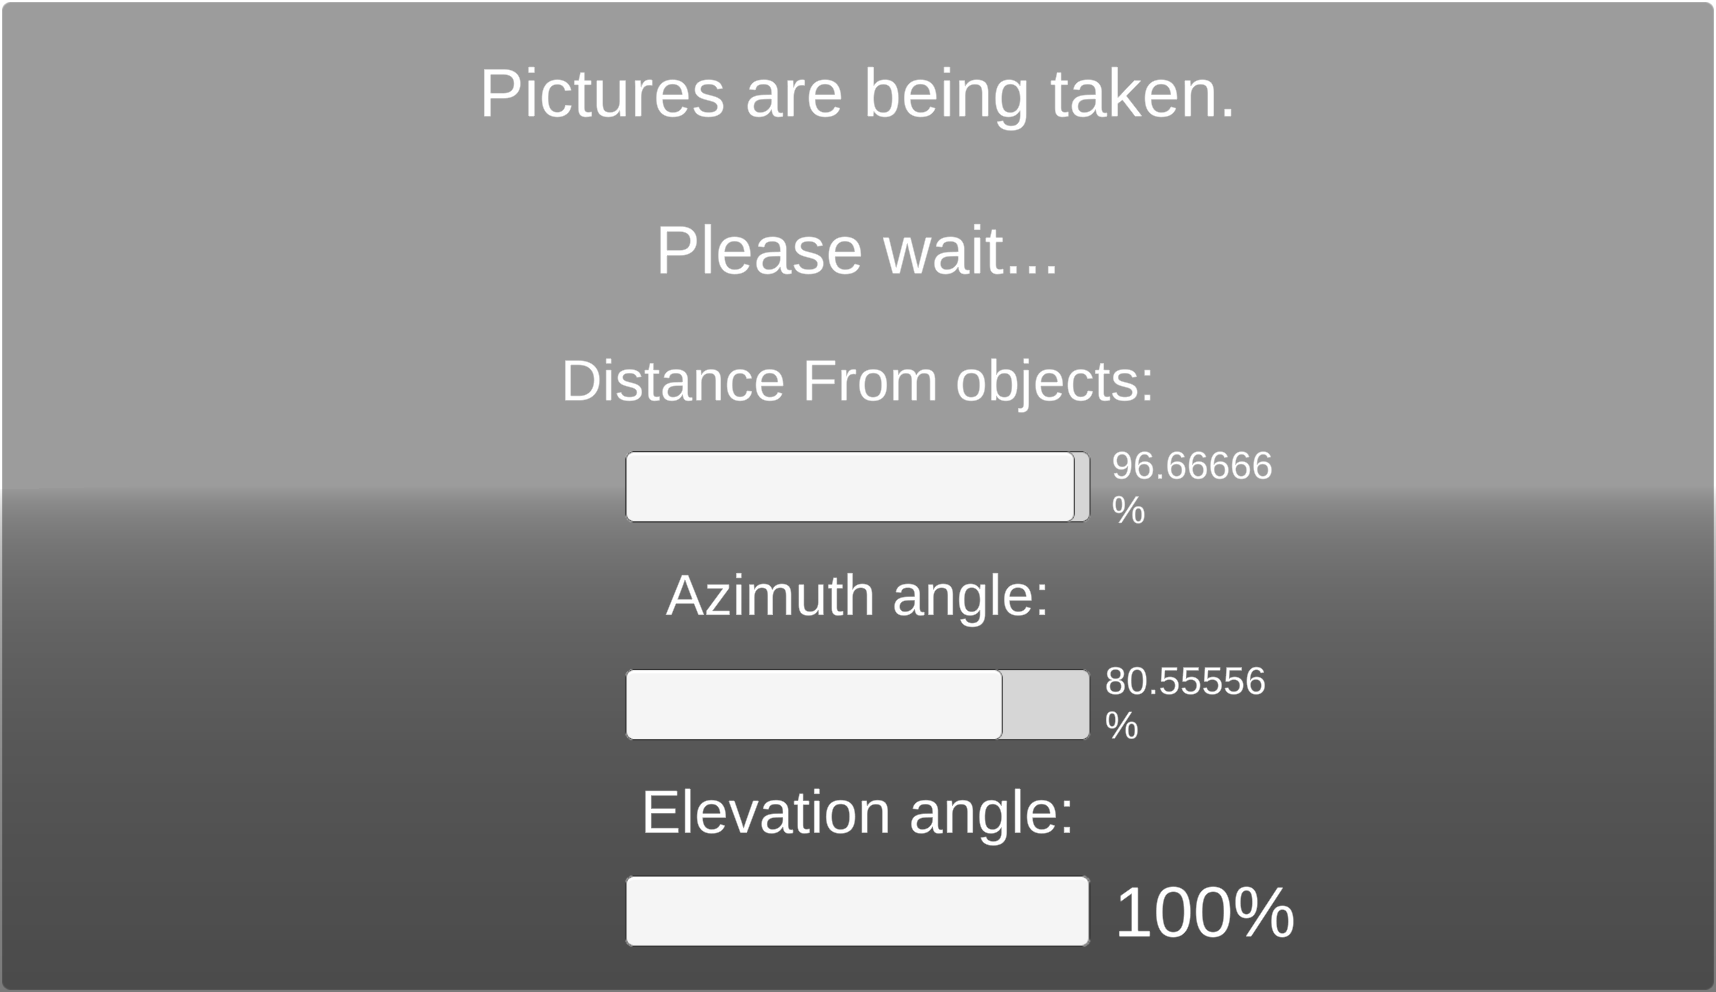 Pictures are being taken.
Please wait...
Distance From objects:
96.66666
%
Azimuth angle:
80.55556
%
Elevation angle:
100%